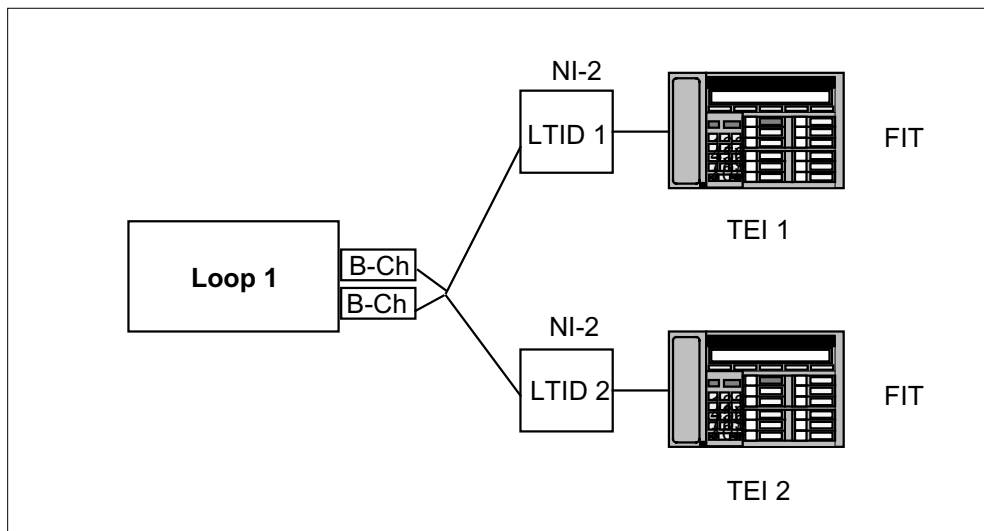 NI-2
LTID 1
FIT
TEI 1
Loop 1
B-Ch
B-Ch
NI-2
LTID 2
FIT
TEI 2